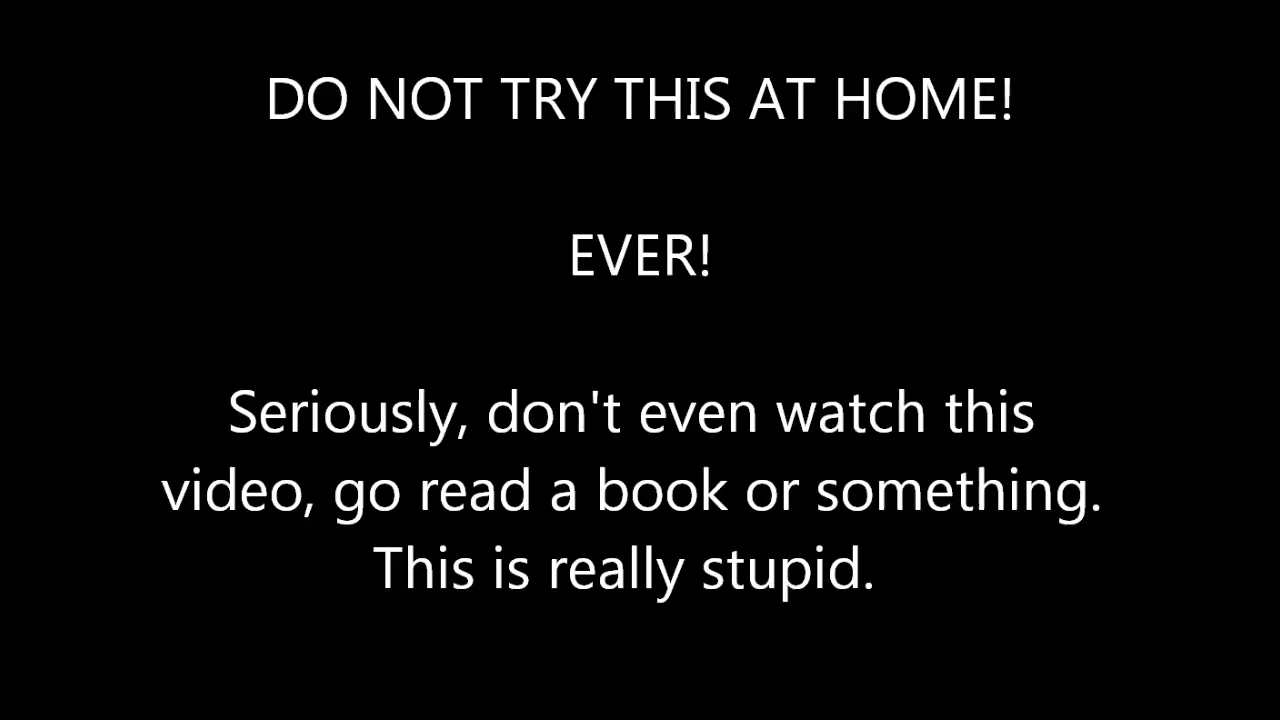 DO NOT TRY THIS AT HOME!
EVER!
Seriously, don't even watch this
video, go read a book or something.
This is really stupid.